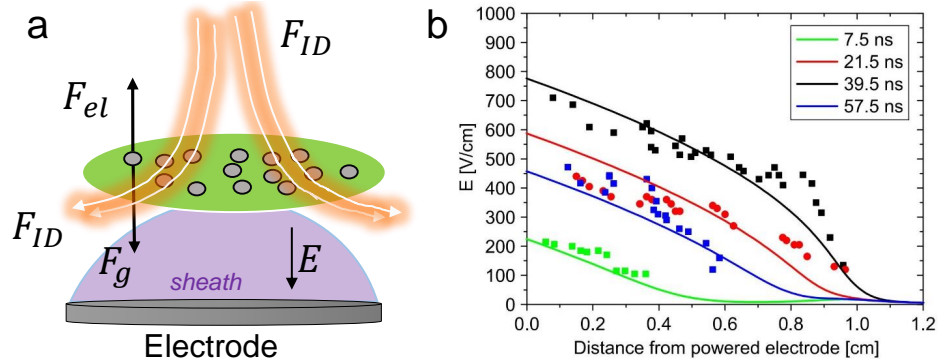 a
F_ID
F_el
F_ID
F_g
E
sheath
Electrode
b
1000
900
800
700
600
500
400
300
200
100
0
E [V/cm]
7.5 ns
21.5 ns
39.5 ns
57.5 ns
0.0 0.2 0.4 0.6 0.8 1.0 1.2
Distance from powered electrode [cm]